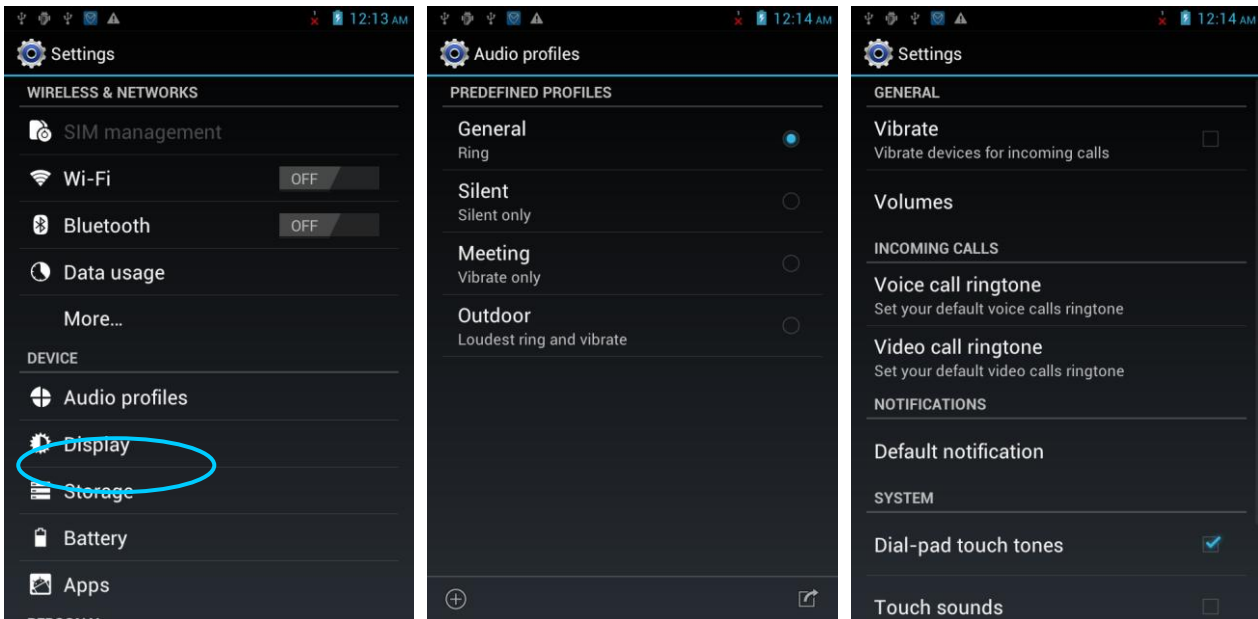 12:13 AM
Settings
WIRELESS & NETWORKS
SIM management
Wi-Fi OFF
Bluetooth OFF
Data usage
More...
DEVICE
Audio profiles
Display
Storage
Battery
Apps
12:14 AM
Audio profiles
PREDEFINED PROFILES
General
Ring
Silent
Silent only
Meeting
Vibrate only
Outdoor
Loudest ring and vibrate
12:14 AM
Settings
GENERAL
Vibrate
Vibrate devices for incoming calls
Volumes
INCOMING CALLS
Voice call ringtone
Set your default voice calls ringtone
Video call ringtone
Set your default video calls ringtone
NOTIFICATIONS
Default notification
SYSTEM
Dial-pad touch tones
Touch sounds